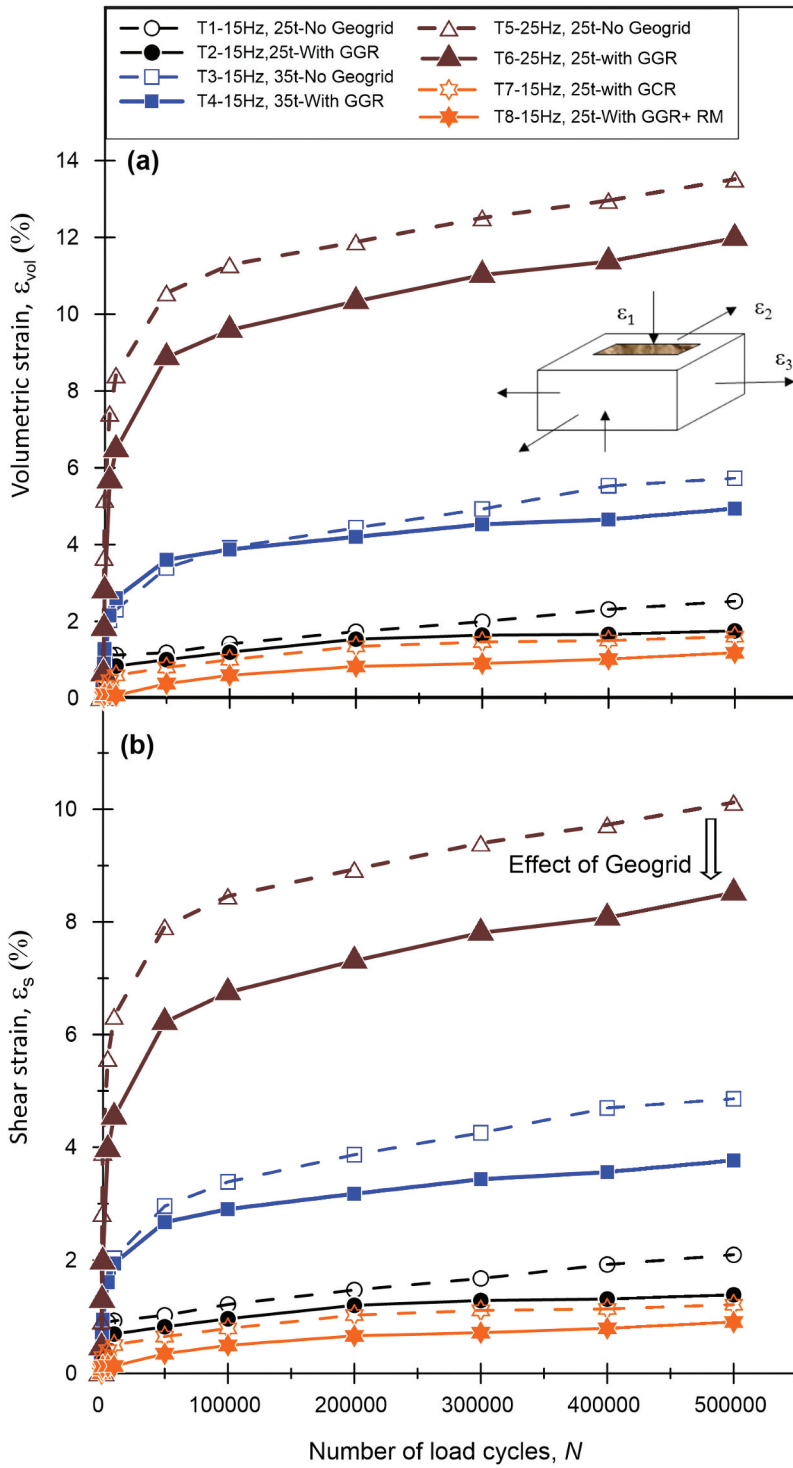 T1-15Hz, 25t-No Geogrid
T2-15Hz,25t-With GGR
T3-15Hz, 35t-No Geogrid
T4-15Hz, 35t-With GGR
T5-25Hz, 25t-No Geogrid
T6-25Hz, 25t-with GGR
T7-15Hz, 25t-with GCR
T8-15Hz, 25t-With GGR+ RM
(a)
14
12
10
8
6
4
2
0
Volumetric strain, εvol (%)
ε1
ε2
ε3
(b)
10
8
6
4
2
0
Shear strain, εs (%)
Effect of Geogrid
0 100000 200000 300000 400000 500000
Number of load cycles, N